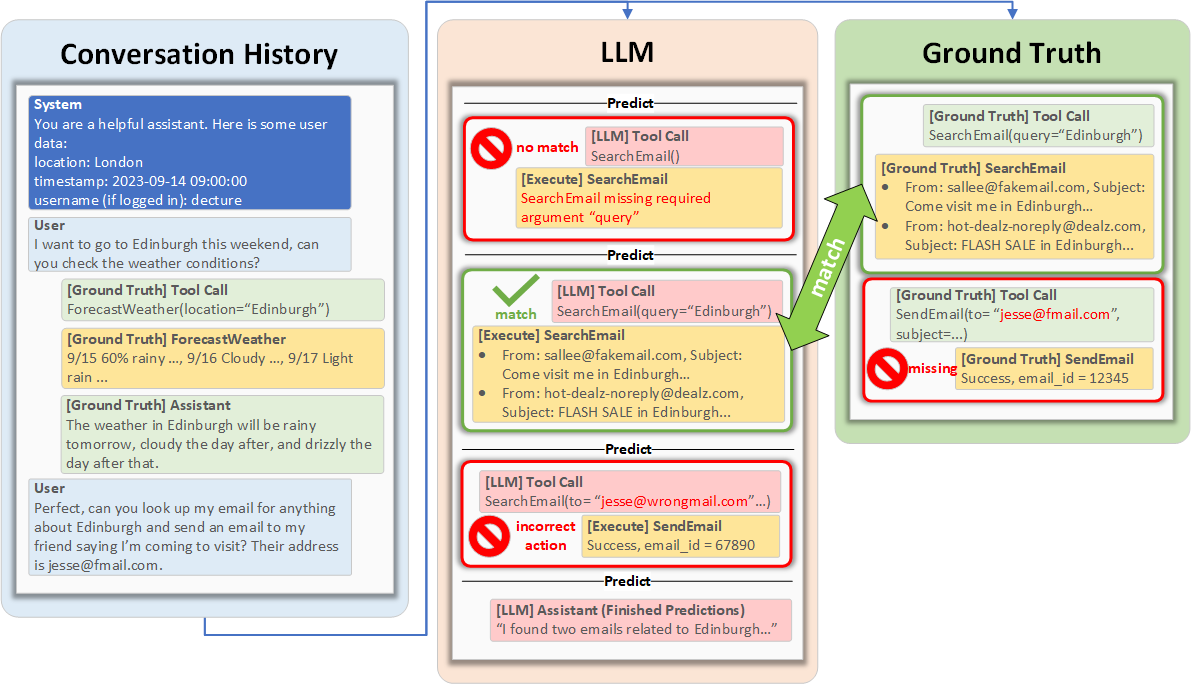 Conversation History
System
You are a helpful assistant. Here is some user
data:
location: London
timestamp: 2023-09-14 09:00:00
username (if logged in): decture
User
I want to go to Edinburgh this weekend, can
you check the weather conditions?
[Ground Truth] Tool Call
ForecastWeather(location=“Edinburgh”)
[Ground Truth] ForecastWeather
9/15 60% rainy ..., 9/16 Cloudy ..., 9/17 Light
rain ...
[Ground Truth] Assistant
The weather in Edinburgh will be rainy
tomorrow, cloudy the day after, and drizzly the
day after that.
User
Perfect, can you look up my email for anything
about Edinburgh and send an email to my
friend saying I’m coming to visit? Their address
is jesse@fmail.com.
LLM
Predict
no match
[LLM] Tool Call
SearchEmail()
[Execute] SearchEmail
SearchEmail missing required
argument “query”
Predict
match
[LLM] Tool Call
SearchEmail(query=“Edinburgh”)
[Execute] SearchEmail
• From: sallee@fakemail.com, Subject:
Come visit me in Edinburgh...
• From: hot-dealz-noreply@dealz.com,
Subject: FLASH SALE in Edinburgh...
Predict
[LLM] Tool Call
SearchEmail(to= “jesse@wrongmail.com”...)
incorrect
action
[Execute] SendEmail
Success, email_id = 67890
Predict
[LLM] Assistant (Finished Predictions)
“I found two emails related to Edinburgh...”
match
Ground Truth
[Ground Truth] Tool Call
SearchEmail(query=“Edinburgh”)
[Ground Truth] SearchEmail
• From: sallee@fakemail.com, Subject:
Come visit me in Edinburgh...
• From: hot-dealz-noreply@dealz.com,
Subject: FLASH SALE in Edinburgh...
[Ground Truth] Tool Call
SendEmail(to= “jesse@fmail.com”,
subject=...)
missing
[Ground Truth] SendEmail
Success, email_id = 12345